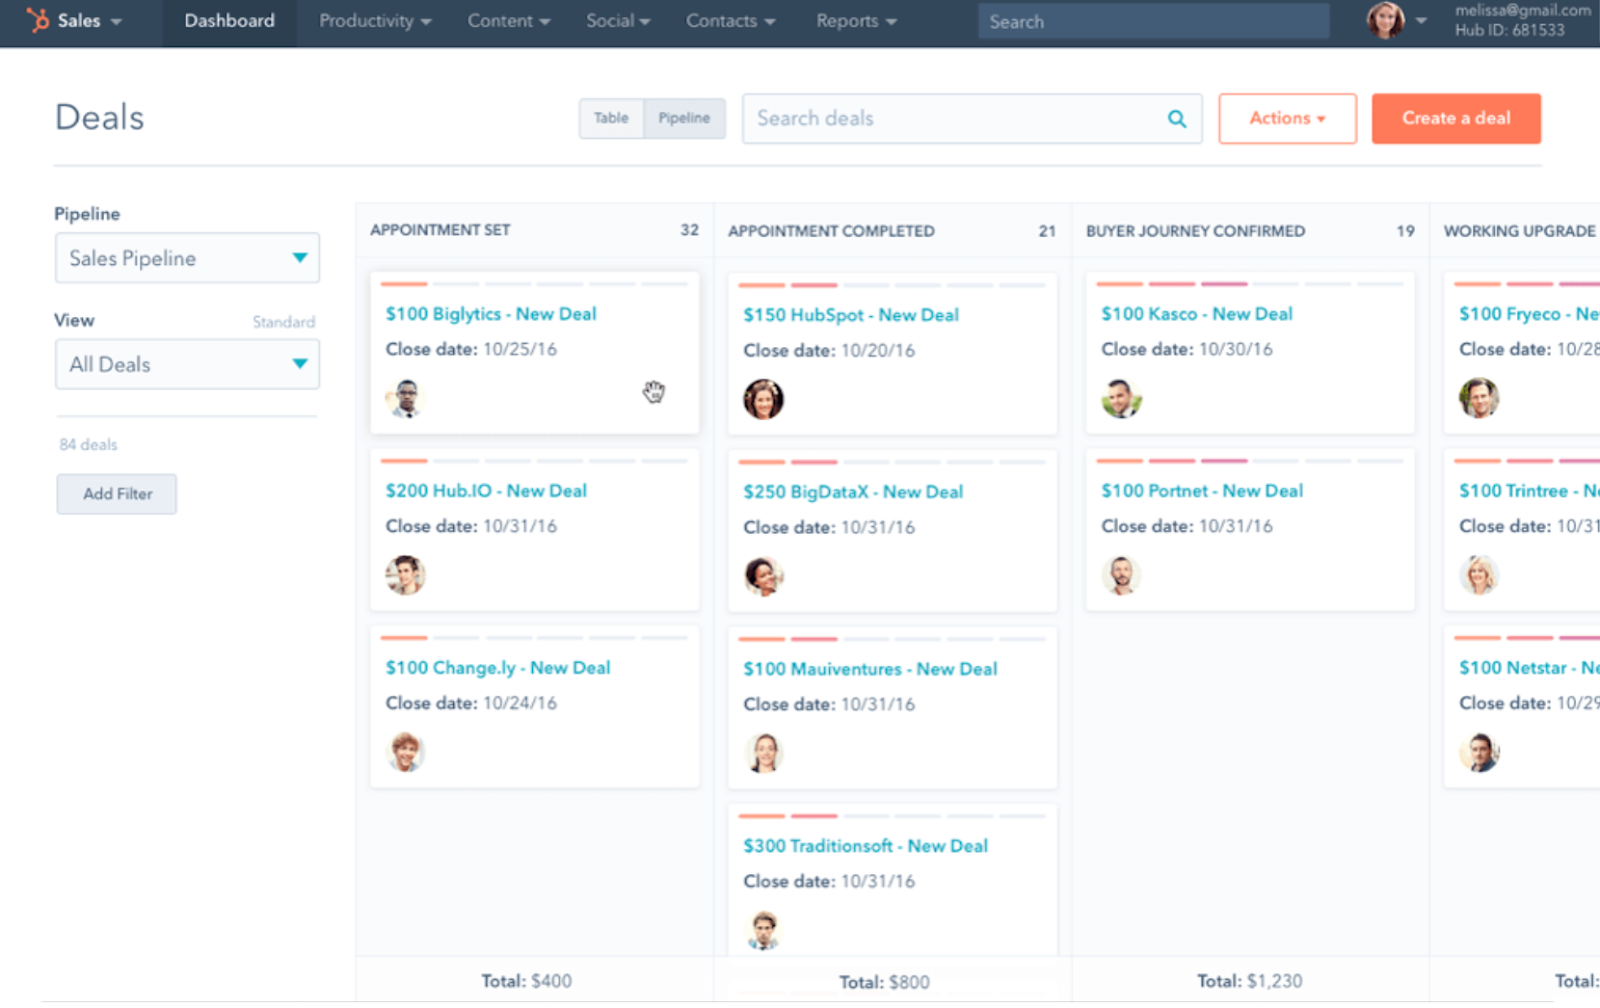 Sales Dashboard Productivity Content Social Contacts Reports Search melissa@gmail.com
Hub ID: 681533
Deals Table Pipeline Search deals Actions Create a deal
Pipeline
Sales Pipeline
View Standard
All Deals
84 deals
Add Filter
APPOINTMENT SET 32
$100 Biglytics - New Deal
Close date: 10/25/16
$200 Hub.IO - New Deal
Close date: 10/31/16
$100 Change.ly - New Deal
Close date: 10/24/16
Total: $400
APPOINTMENT COMPLETED 21
$150 HubSpot - New Deal
Close date: 10/20/16
$250 BigDataX - New Deal
Close date: 10/31/16
$100 Mauiventures - New Deal
Close date: 10/31/16
$300 Traditionsoft - New Deal
Close date: 10/31/16
Total: $800
BUYER JOURNEY CONFIRMED 19
$100 Kasco - New Deal
Close date: 10/30/16
$100 Portnet - New Deal
Close date: 10/31/16
Total: $1,230
WORKING UPGRADE
$100 Fryeco - Ne
Close date: 10/28
$100 Trintree - N
Close date: 10/31
$100 Netstar - Ne
Close date: 10/29
Total: